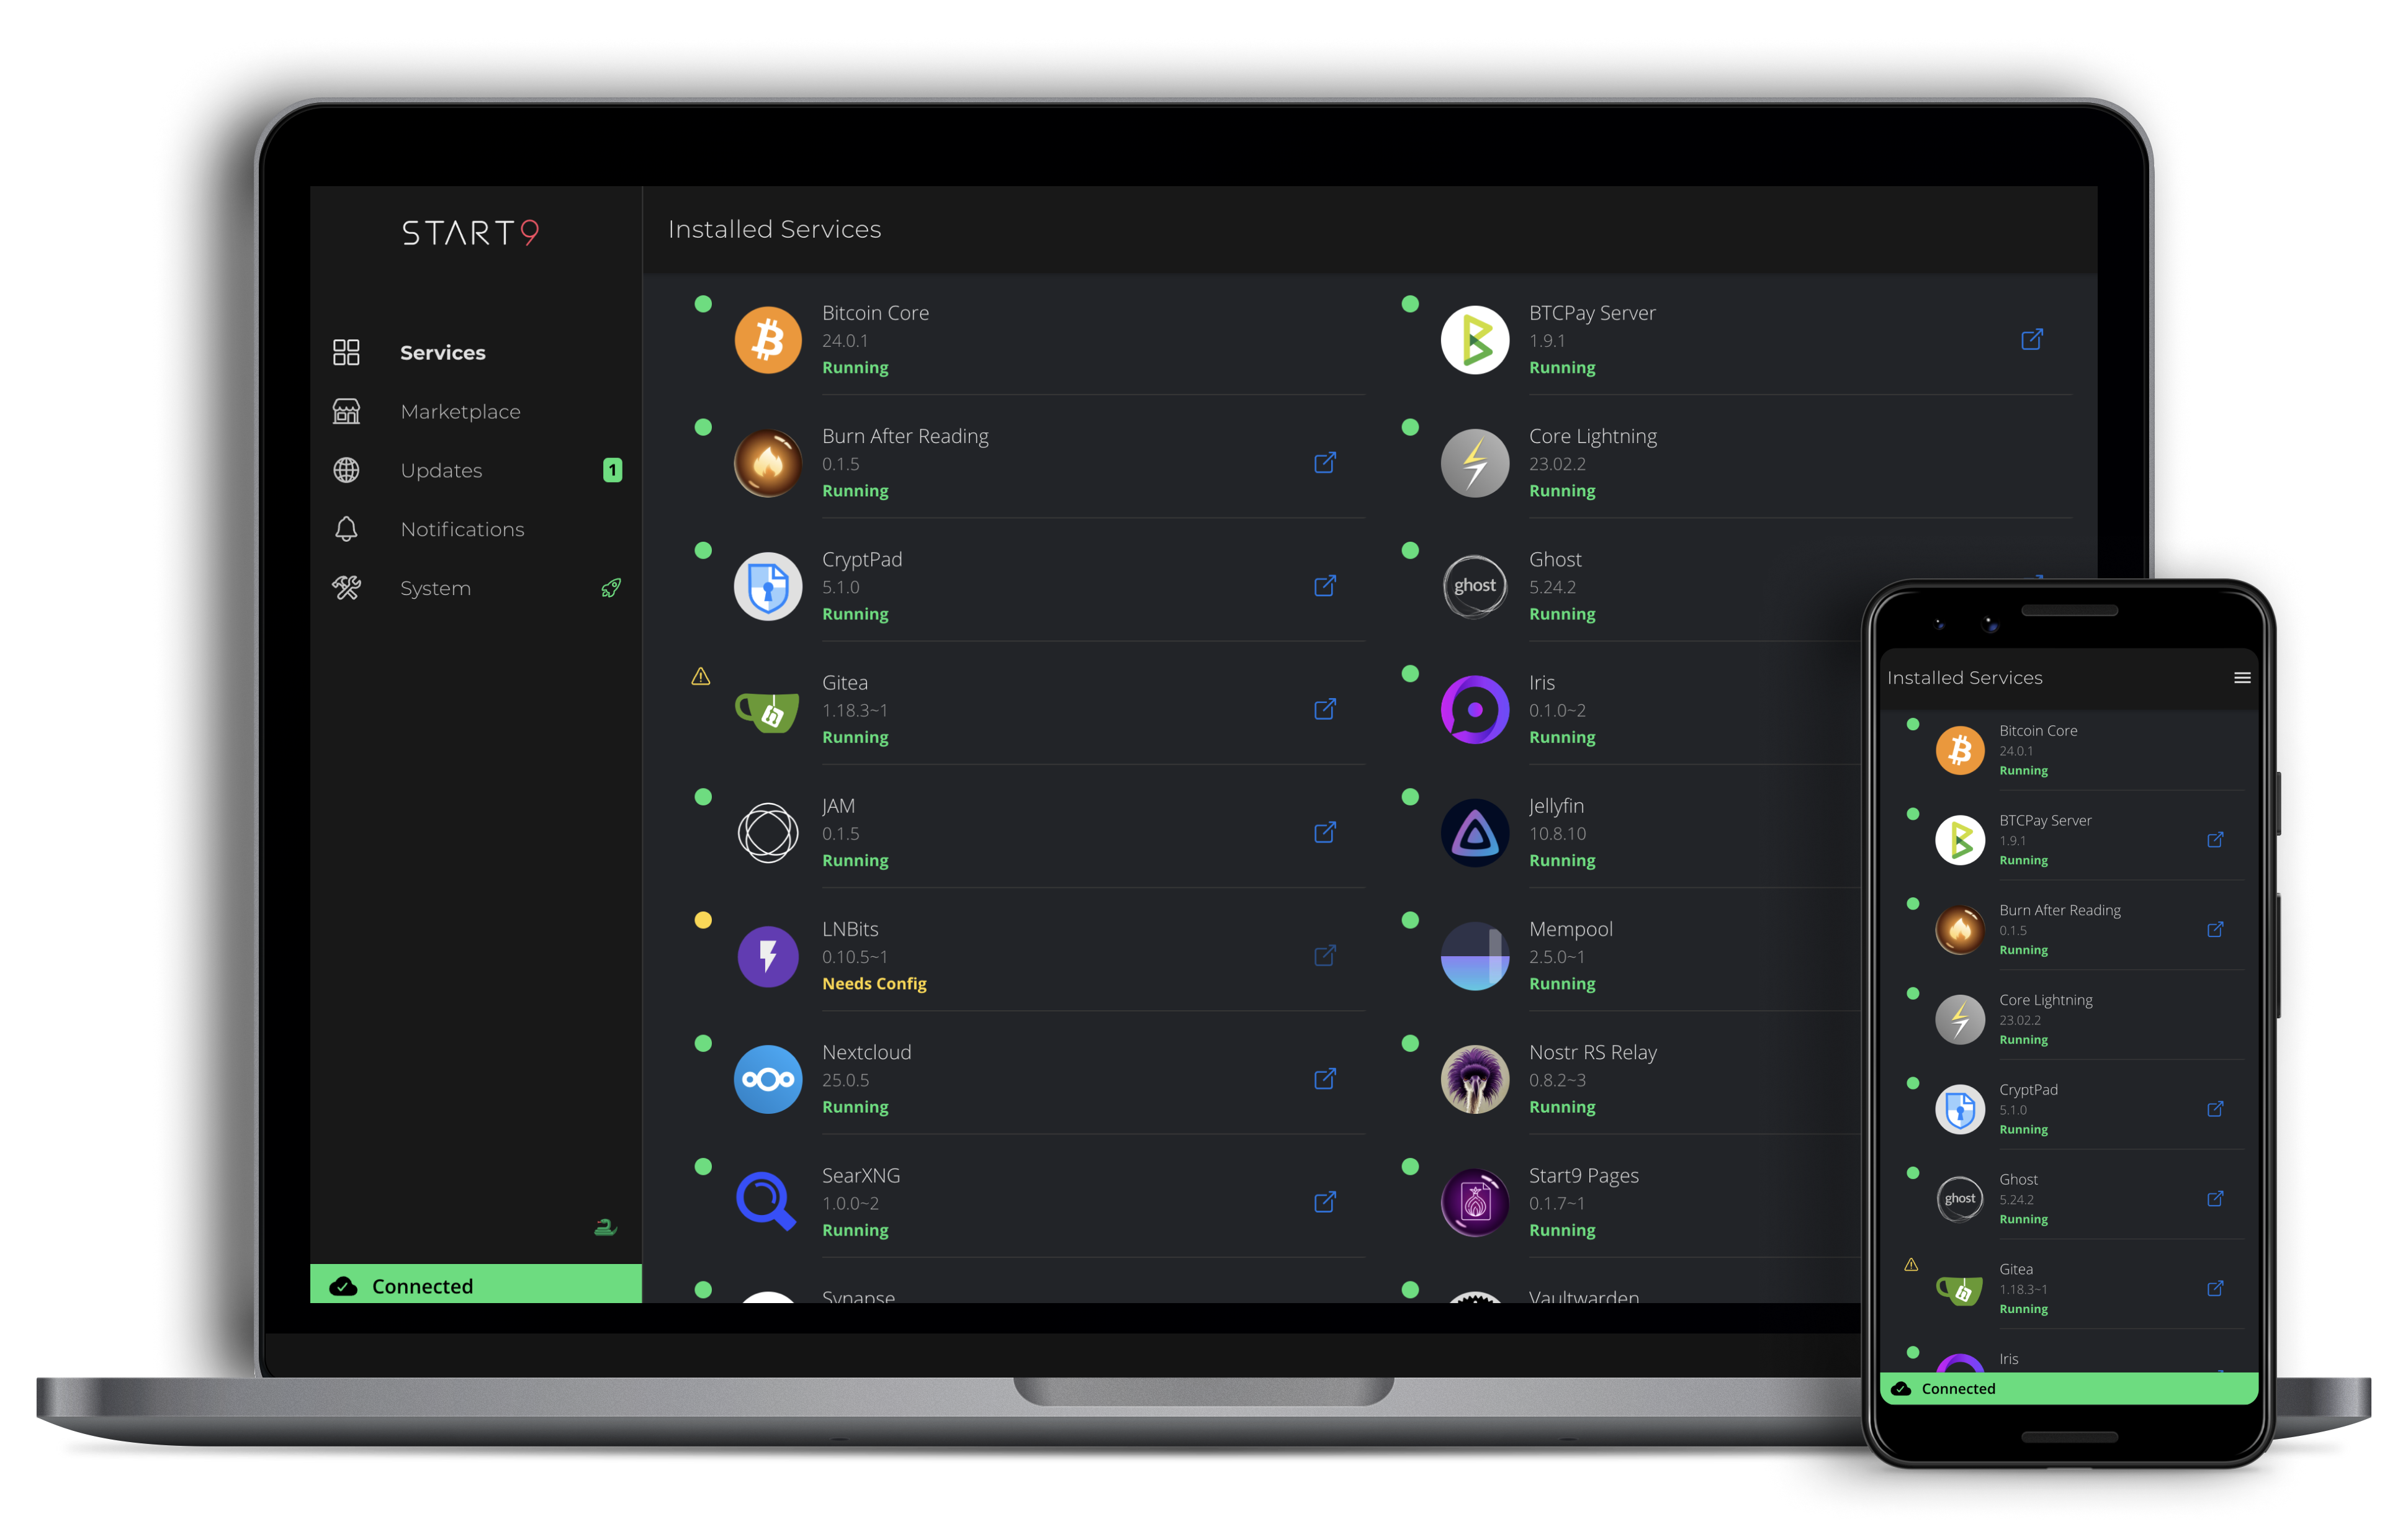 START9
Services
Marketplace
Updates 1
Notifications
System
Connected
Installed Services
Bitcoin Core
24.0.1
Running
BTCPay Server
1.9.1
Running
Burn After Reading
0.1.5
Running
Core Lightning
23.02.2
Running
CryptPad
5.1.0
Running
ghost
Ghost
5.24.2
Running
Gitea
1.18.3~1
Running
Iris
0.1.0~2
Running
JAM
0.1.5
Running
Jellyfin
10.8.10
Running
LNBits
0.10.5~1
Needs Config
Mempool
2.5.0~1
Running
Nextcloud
25.0.5
Running
Nostr RS Relay
0.8.2~3
Running
SearXNG
1.0.0~2
Running
Start9 Pages
0.1.7~1
Running
Synapse
Vaultwarden
Installed Services
Bitcoin Core
24.0.1
Running
BTCPay Server
1.9.1
Running
Burn After Reading
0.1.5
Running
Core Lightning
23.02.2
Running
CryptPad
5.1.0
Running
ghost
Ghost
5.24.2
Running
Gitea
1.18.3~1
Running
Iris
Connected